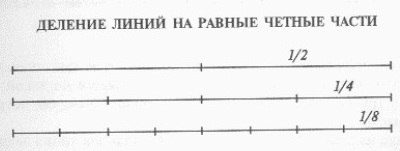 ДЕЛЕНИЕ ЛИНИЙ НА РАВНЫЕ ЧЕТНЫЕ ЧАСТИ
1/2
1/4
1/8